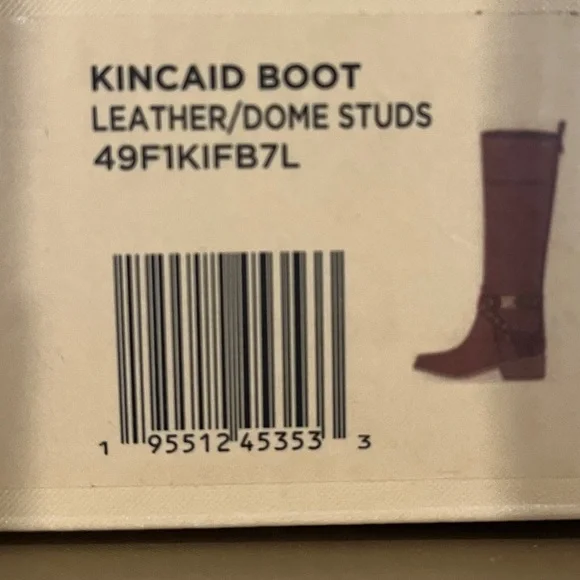 KINCAID BOOT
LEATHER/DOME STUDS
49F1KIFB7L
1 95512 45353 3